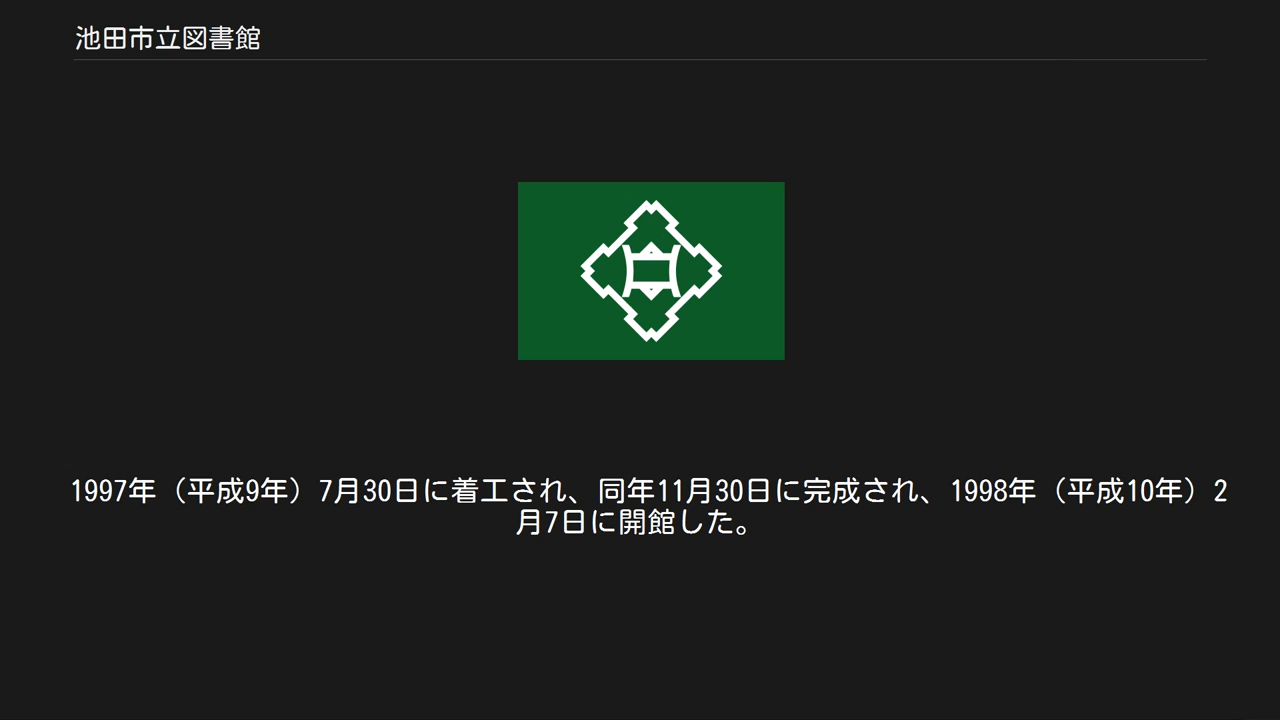 池田市立図書館
1997年（平成9年）7月30日に着工され、同年11月30日に完成され、1998年（平成10年）2
月7日に開館した。